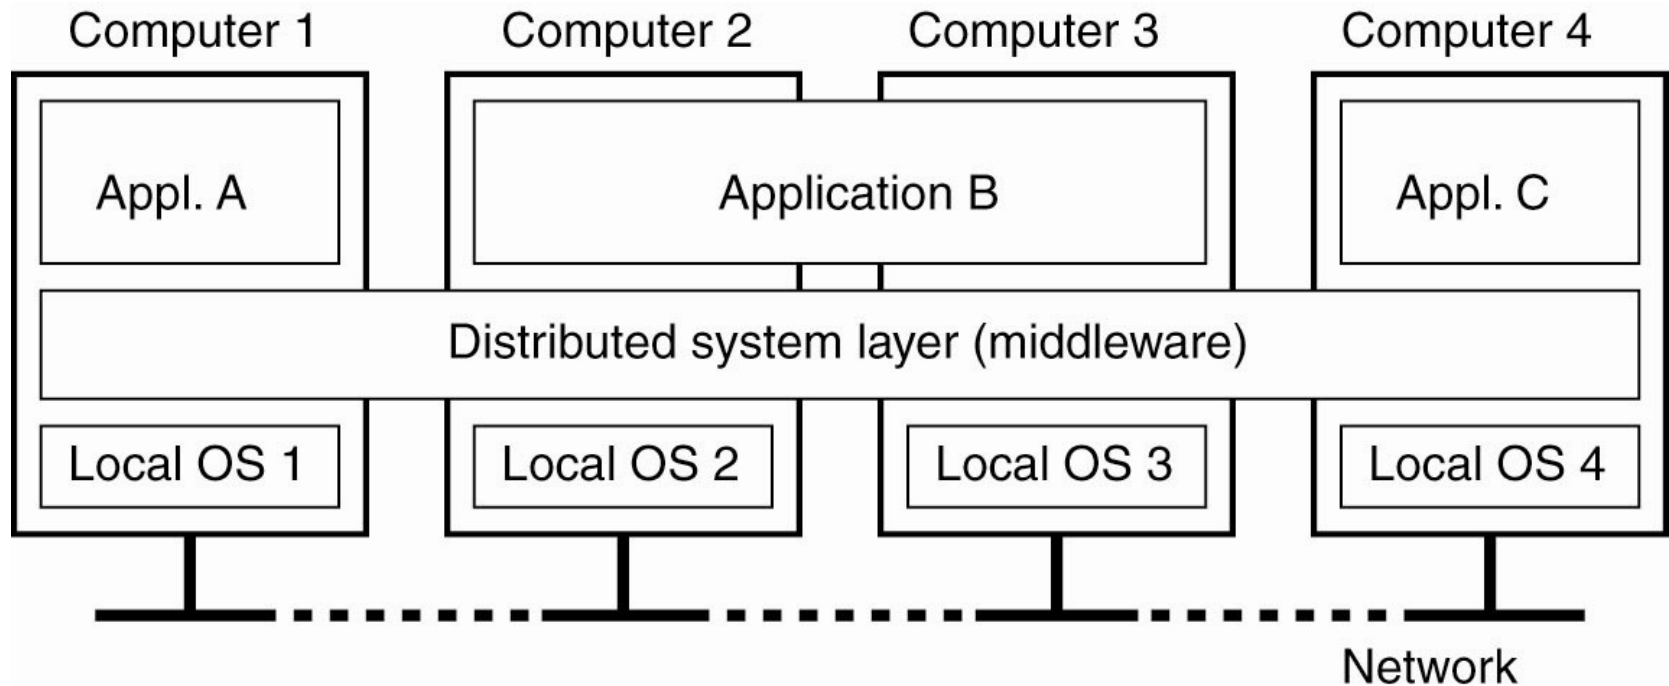 Computer 1
Computer 2
Computer 3
Computer 4
Appl. A
Application B
Appl. C
Distributed system layer (middleware)
Local OS 1
Local OS 2
Local OS 3
Local OS 4
Network